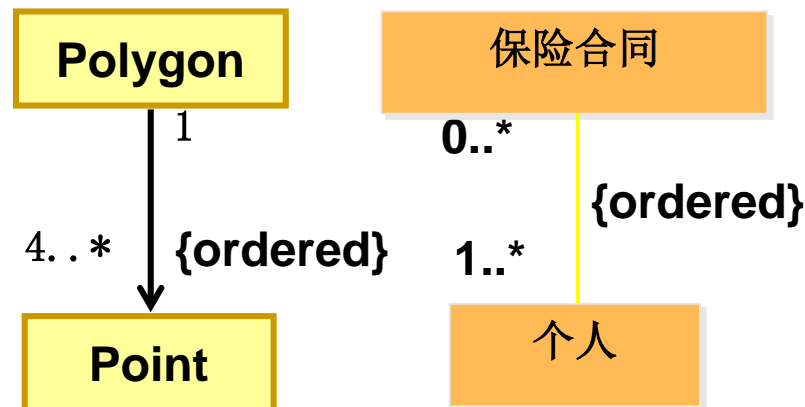 Polygon
1
4..*
{ordered}
Point
保险合同
0..*
{ordered}
1..*
个人